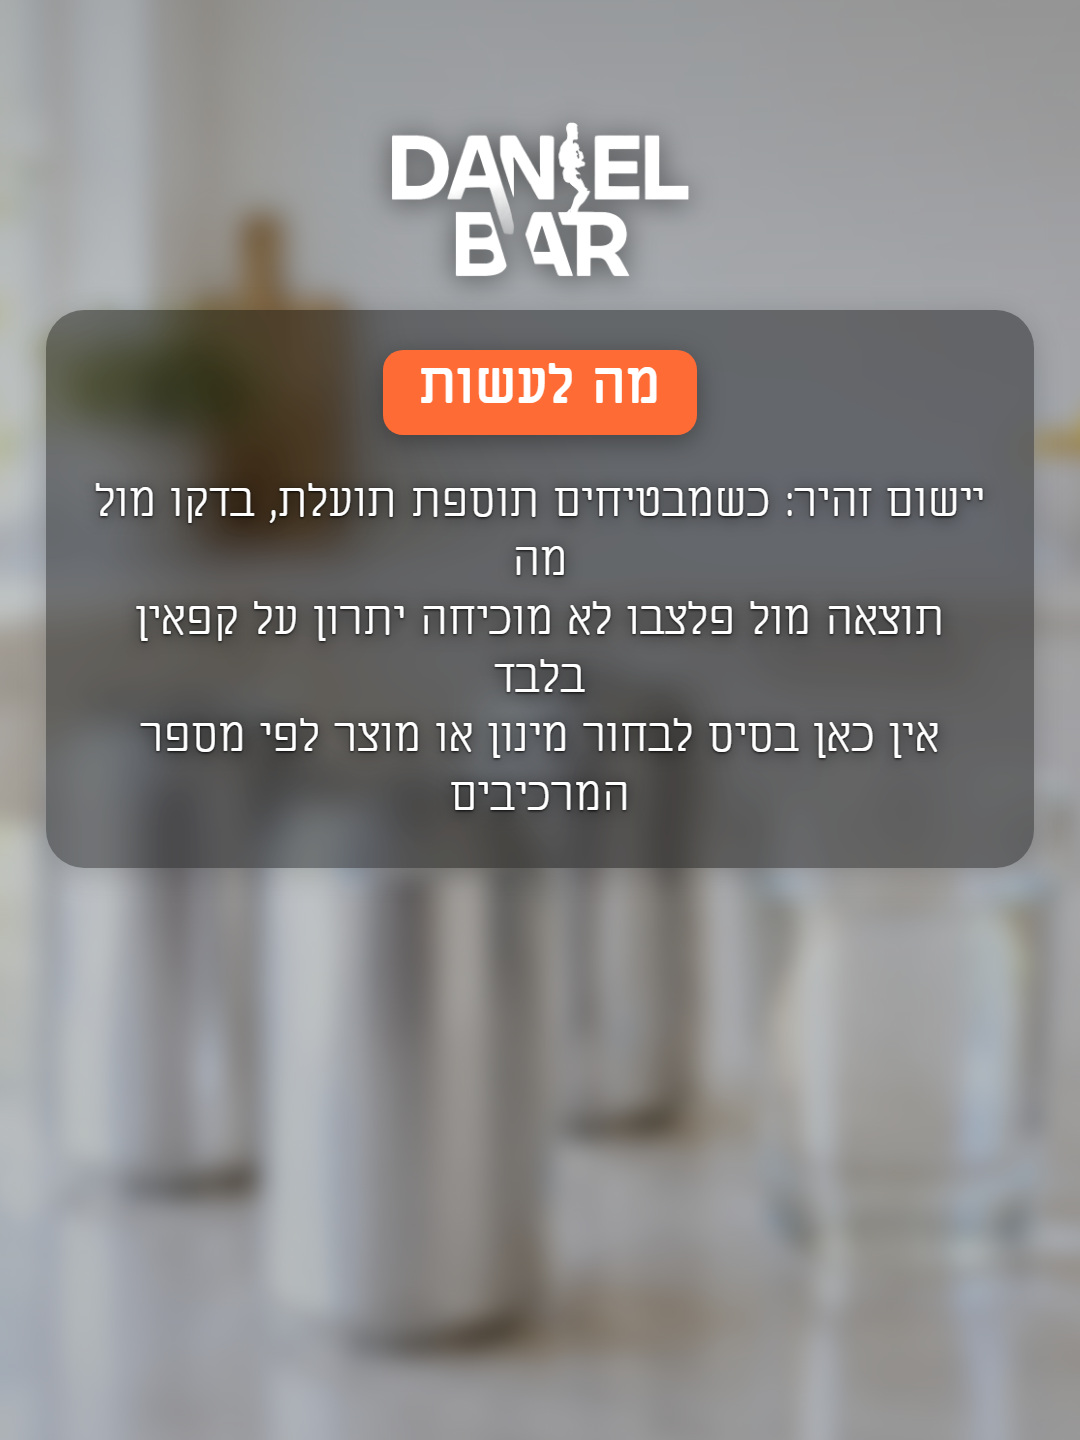 DANIEL
BAR
מה לעשות
יישום זהיר: כשמבטיחים תוספת תועלת, בדקו מול
מה
תוצאה מול פלצבו לא מוכיחה יתרון על קפאין
בלבד
אין כאן בסיס לבחור מינון או מוצר לפי מספר
המרכיבים